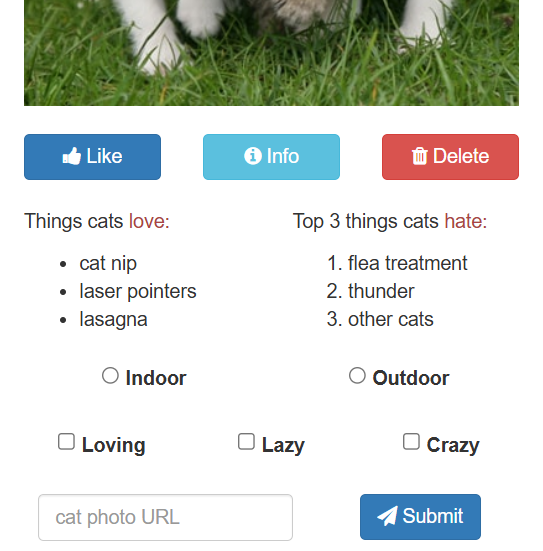 Like Info Delete
Things cats love: Top 3 things cats hate:
• cat nip 1. flea treatment
• laser pointers 2. thunder
• lasagna 3. other cats
Indoor Outdoor
Loving Lazy Crazy
cat photo URL Submit